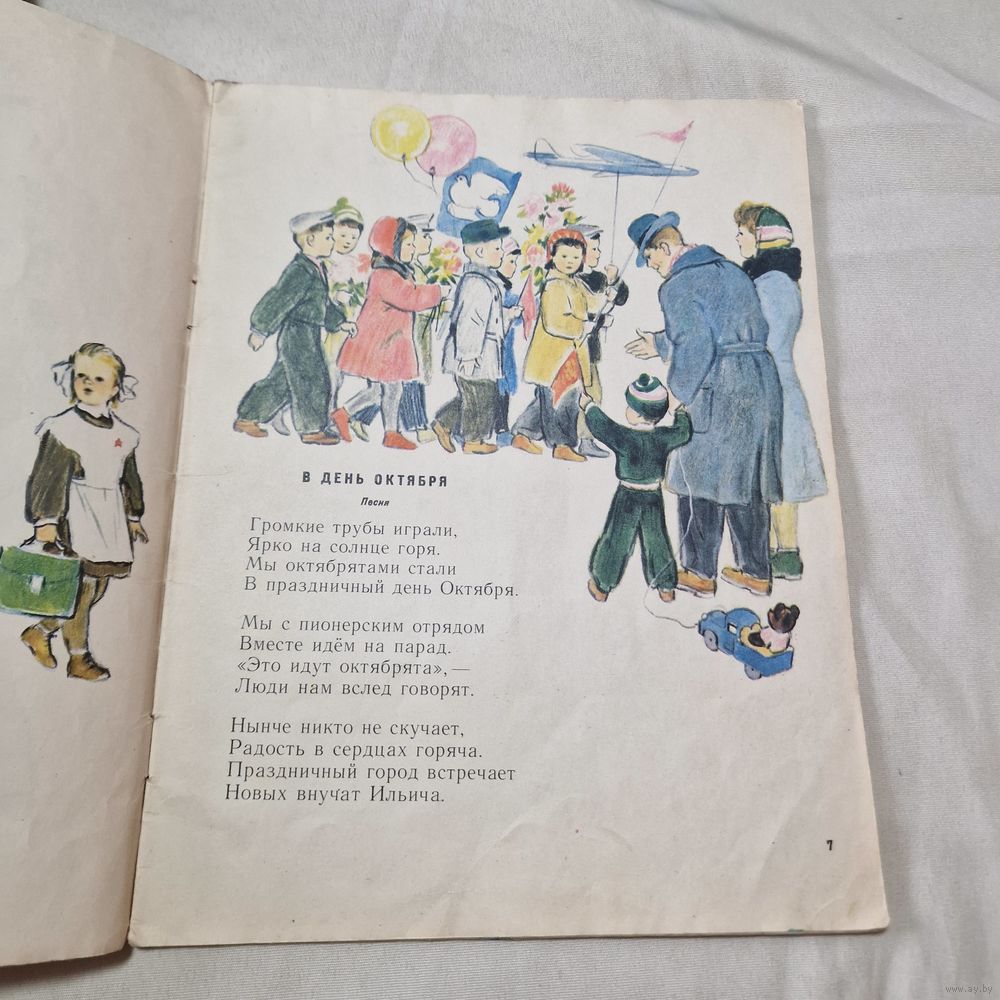 В ДЕНЬ ОКТЯБРЯ
Песня
Громкие трубы играли,
Ярко на солнце горя.
Мы октябрятами стали
В праздничный день Октября.
Мы с пионерским отрядом
Вместе идём на парад.
«Это идут октябрята», —
Люди нам вслед говорят.
Нынче никто не скучает,
Радость в сердцах горяча.
Праздничный город встречает
Новых внучат Ильича.
7
www.ay.by